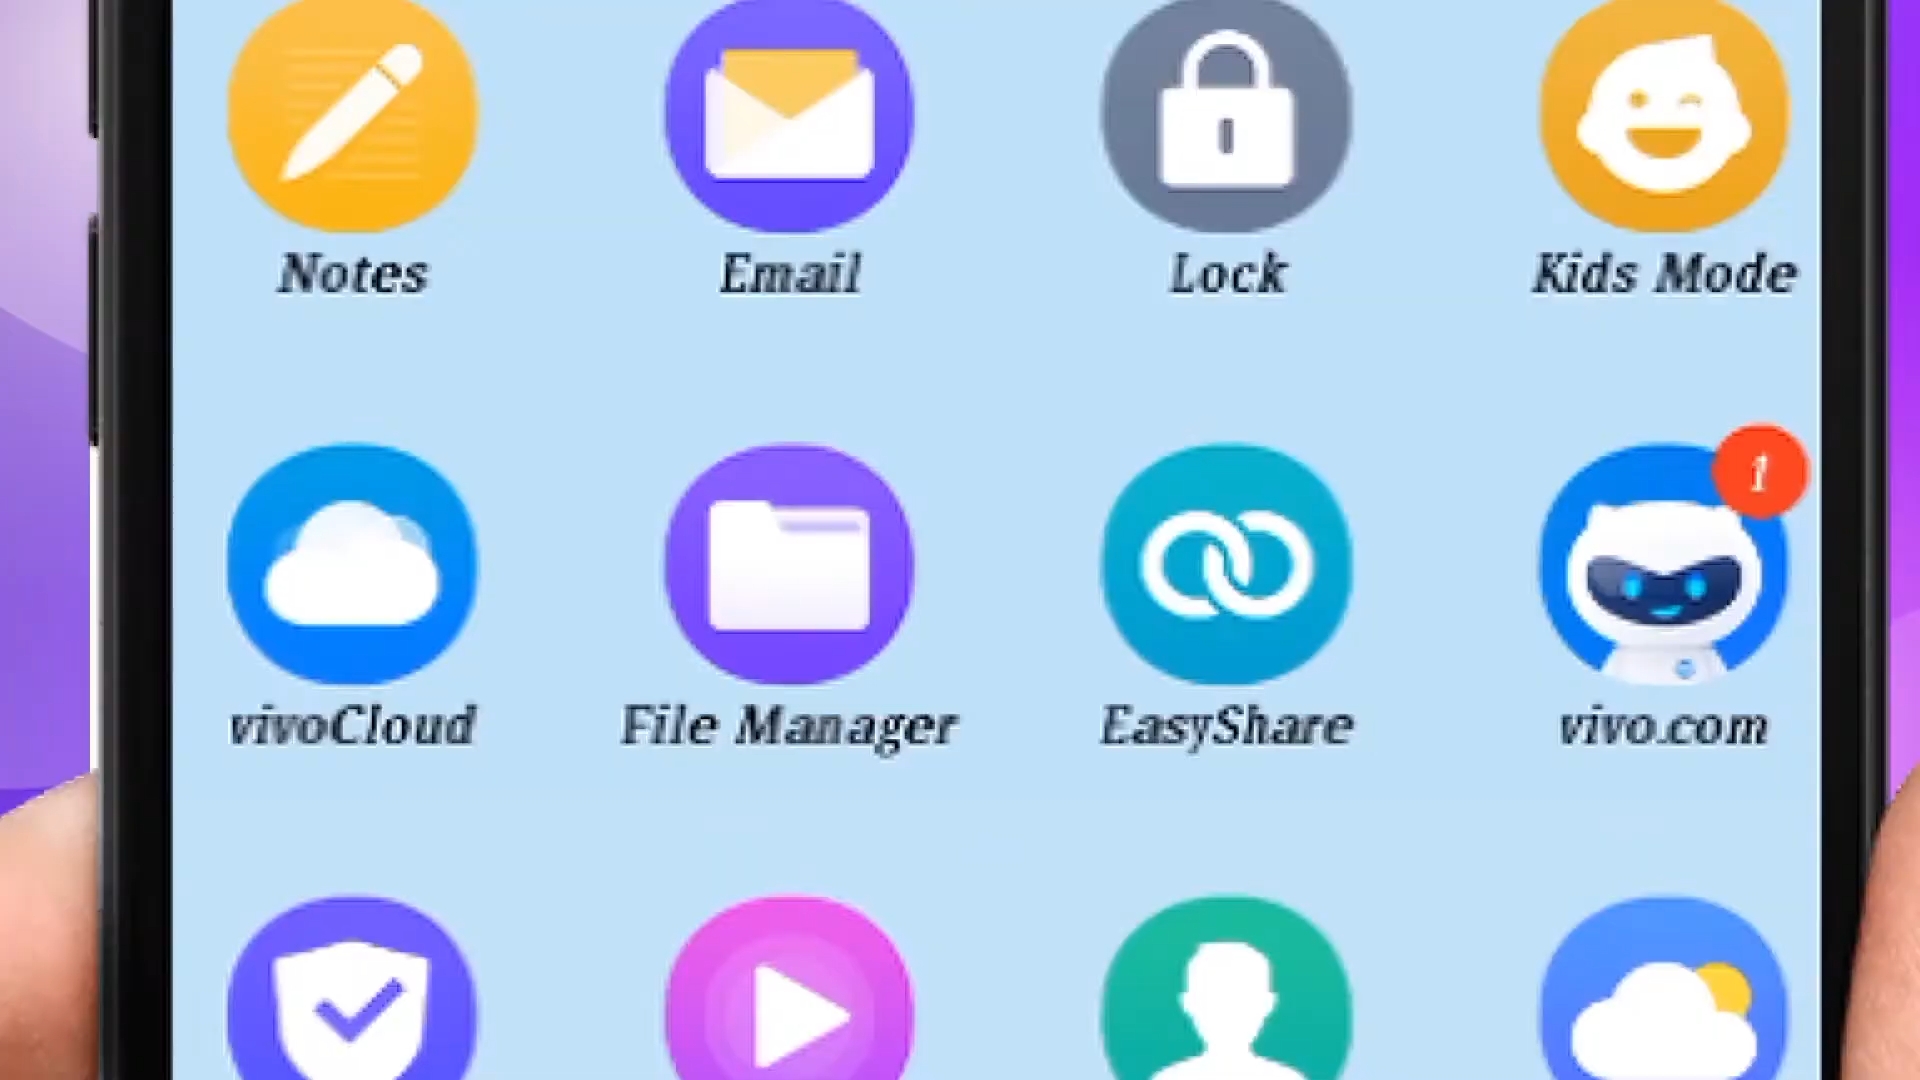 Notes
Email
Lock
Kids Mode
1
vivoCloud
File Manager
EasyShare
vivo.com